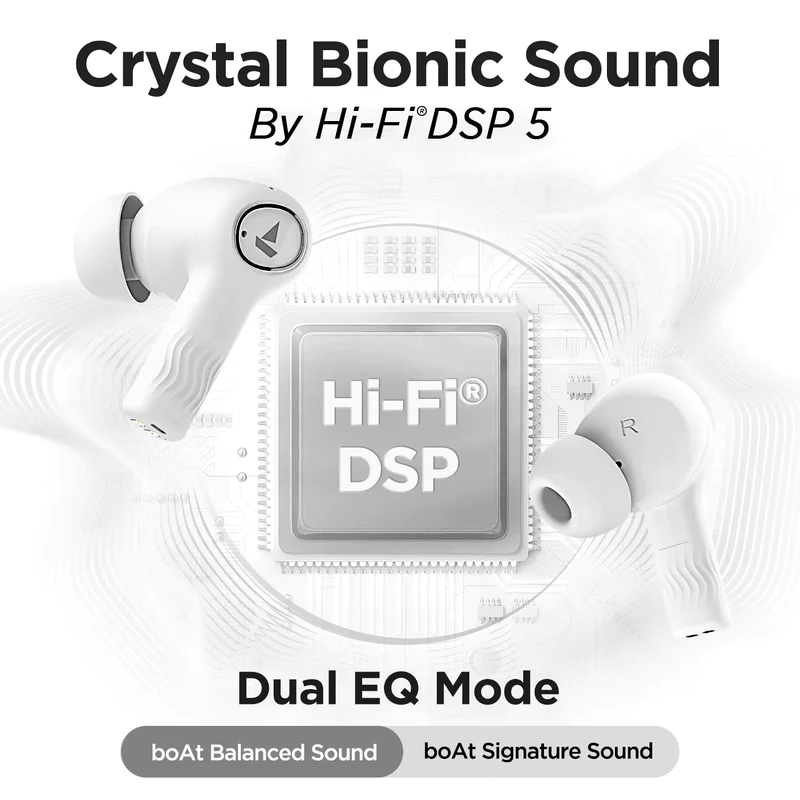 Crystal Bionic Sound
By Hi-Fi® DSP 5
Hi-Fi®
DSP
R
Dual EQ Mode
boAt Balanced Sound
boAt Signature Sound